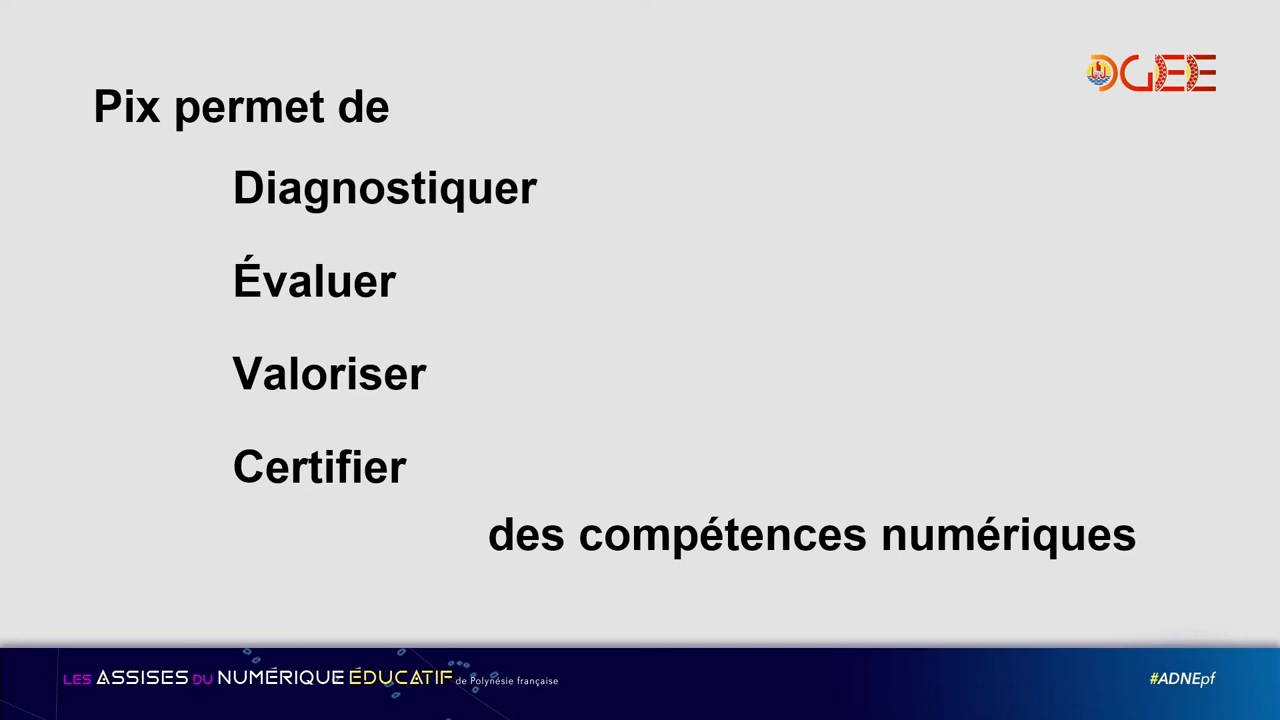 DGEE
Pix permet de
Diagnostiquer
Évaluer
Valoriser
Certifier
des compétences numériques
LES ASSISES DU NUMÉRIQUE ÉDUCATIF de Polynésie française
#ADNEpf